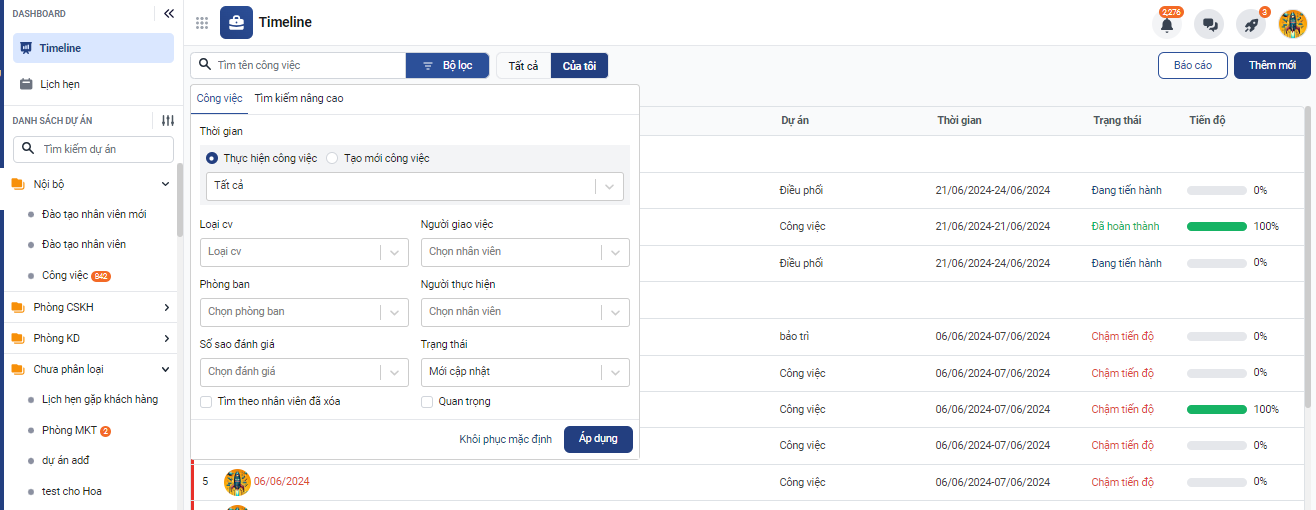 DASHBOARD
Timeline
Lịch hẹn
DANH SÁCH DỰ ÁN
Tìm kiếm dự án
Nội bộ
Đào tạo nhân viên mới
Đào tạo nhân viên
Công việc 842
Phòng CSKH
Phòng KD
Chưa phân loại
Lịch hẹn gặp khách hàng
Phòng MKT 2
dự án adđ
test cho Hoa
Timeline
2,276
3
Tìm tên công việc
Bộ lọc
Tất cả
Của tôi
Báo cáo
Thêm mới
Công việc
Tìm kiếm nâng cao
Thời gian
Thực hiện công việc
Tạo mới công việc
Tất cả
Loại cv
Người giao việc
Loại cv
Chọn nhân viên
Phòng ban
Người thực hiện
Chọn phòng ban
Chọn nhân viên
Số sao đánh giá
Trạng thái
Chọn đánh giá
Mới cập nhật
Tìm theo nhân viên đã xóa
Quan trọng
Khôi phục mặc định
Áp dụng
Dự án Thời gian Trạng thái Tiến độ
Điều phối 21/06/2024-24/06/2024 Đang tiến hành 0%
Công việc 21/06/2024-21/06/2024 Đã hoàn thành 100%
Điều phối 21/06/2024-24/06/2024 Đang tiến hành 0%
bảo trì 06/06/2024-07/06/2024 Chậm tiến độ 0%
Công việc 06/06/2024-07/06/2024 Chậm tiến độ 0%
Công việc 06/06/2024-07/06/2024 Chậm tiến độ 100%
Công việc 06/06/2024-07/06/2024 Chậm tiến độ 0%
5 06/06/2024 Công việc 06/06/2024-07/06/2024 Chậm tiến độ 0%